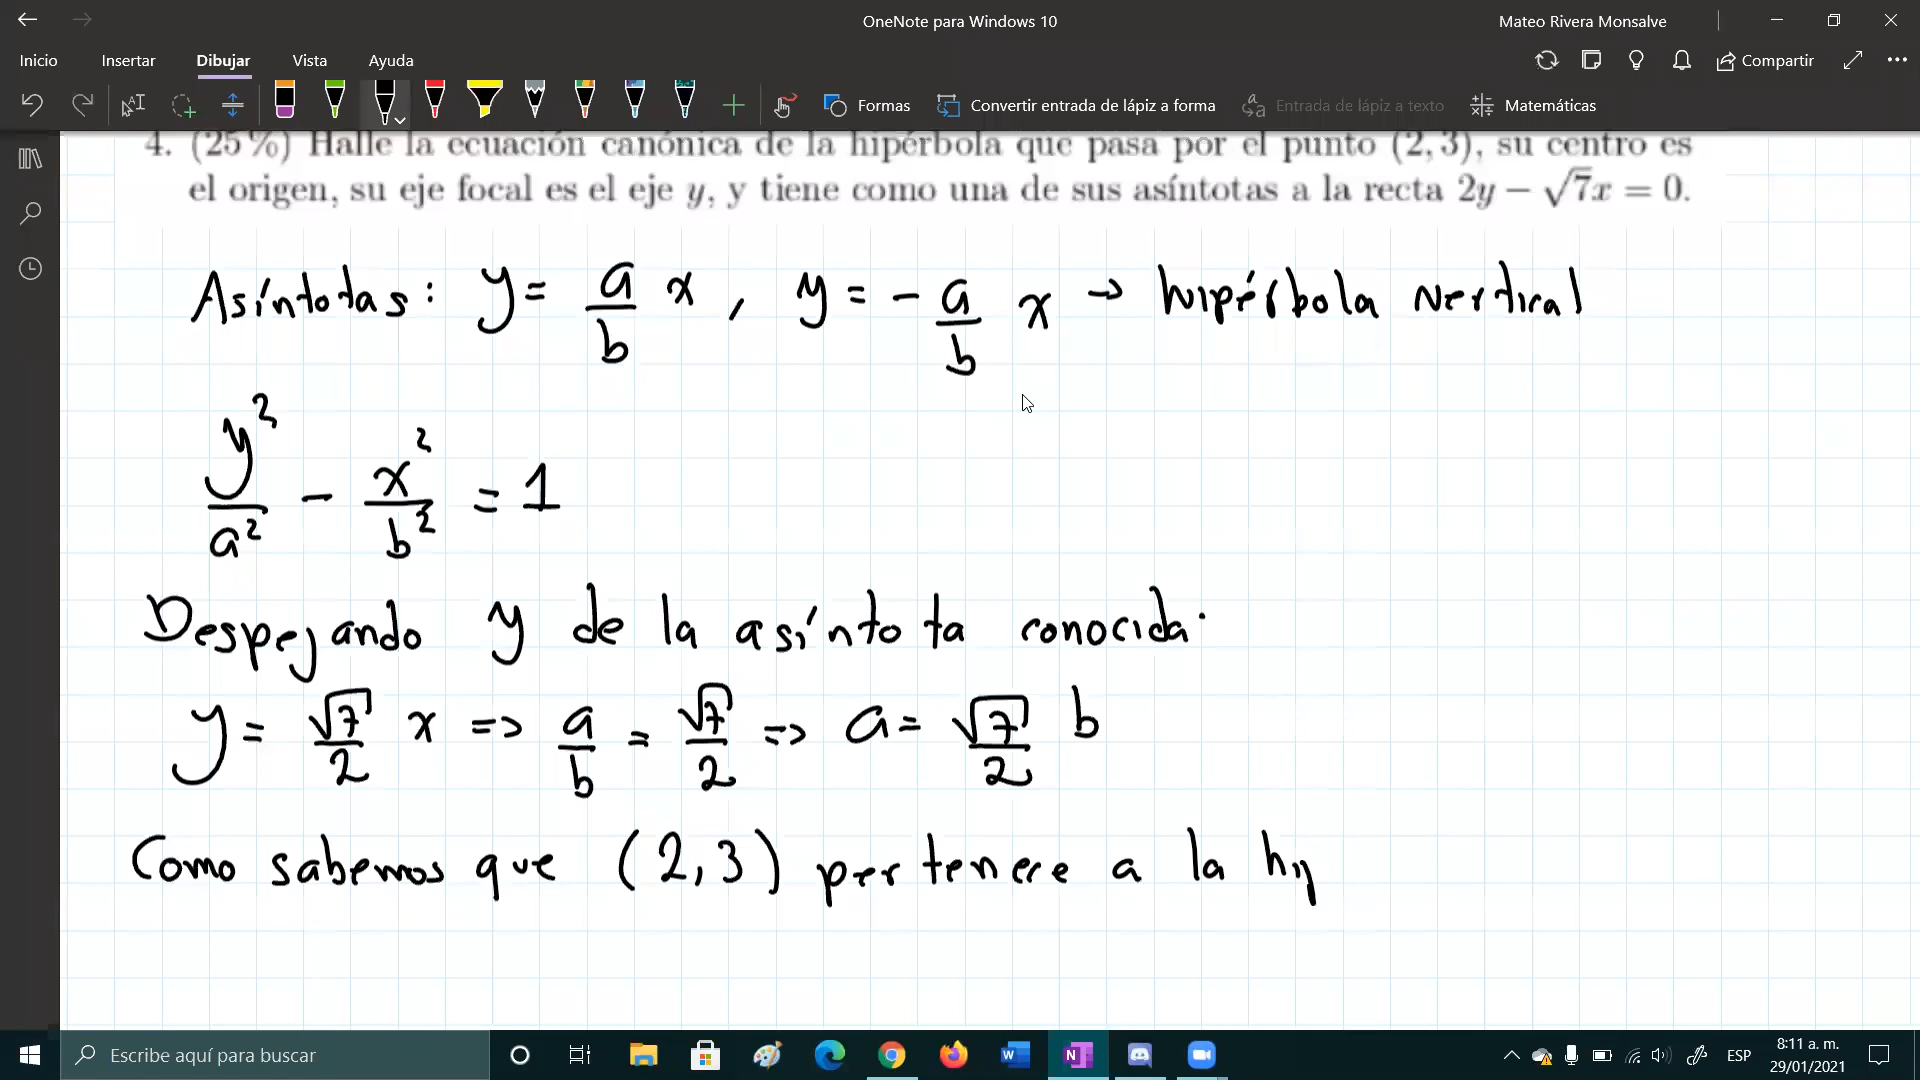 OneNote para Windows 10
Mateo Rivera Monsalve
Inicio Insertar Dibujar Vista Ayuda
Compartir
Formas Convertir entrada de lápiz a forma Entrada de lápiz a texto Matemáticas
4. (25 %) Halle la ecuación canónica de la hipérbola que pasa por el punto (2, 3), su centro es
el origen, su eje focal es el eje y, y tiene como una de sus asíntotas a la recta 2y − √7x = 0.
Asíntotas: y = a/b x, y = - a/b x → hipérbola vertical
y²/a² - x²/b² = 1
Despejando y de la asíntota conocida.
y = √7/2 x => a/b = √7/2 => a = √7/2 b
Como sabemos que (2,3) pertenece a la hip
Escribe aquí para buscar
ESP
8:11 a. m.
29/01/2021